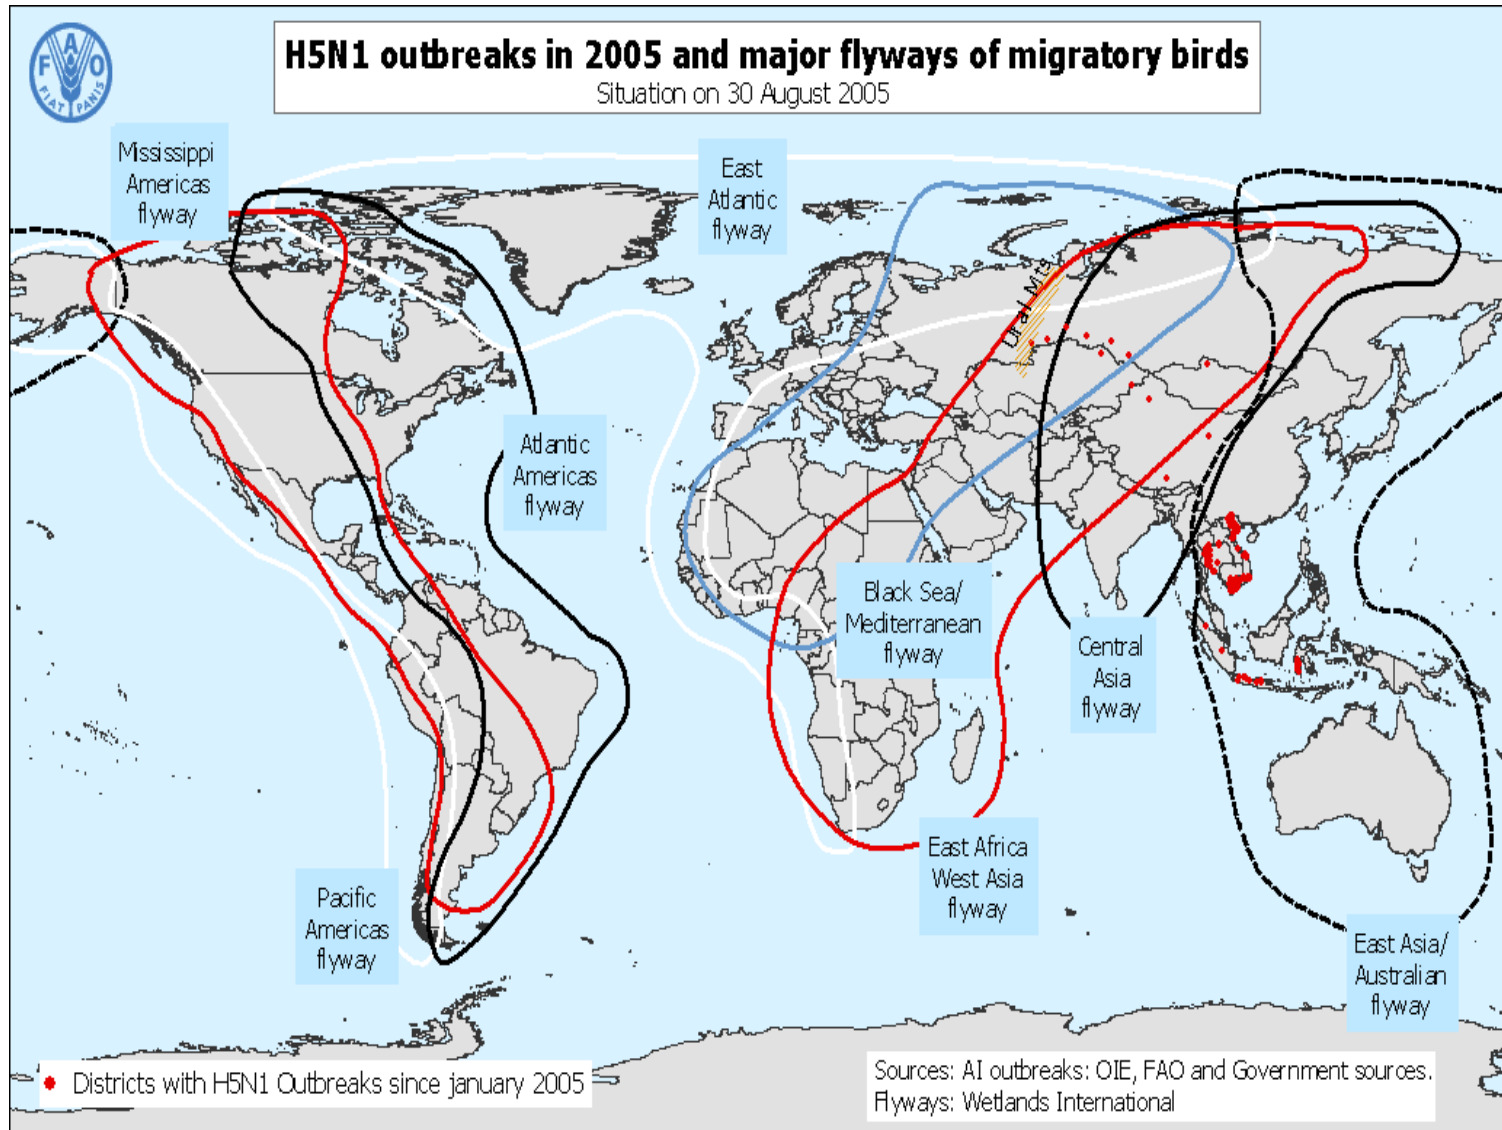 H5N1 outbreaks in 2005 and major flyways of migratory birds
Situation on 30 August 2005
F A O
FIAT PANIS
Mississippi
Americas
flyway
East
Atlantic
flyway
Ural Mts
Atlantic
Americas
flyway
Black Sea/
Mediterranean
flyway
Central
Asia
flyway
East Africa
West Asia
flyway
Pacific
Americas
flyway
East Asia/
Australian
flyway
Districts with H5N1 Outbreaks since january 2005
Sources: AI outbreaks: OIE, FAO and Government sources.
Flyways: Wetlands International